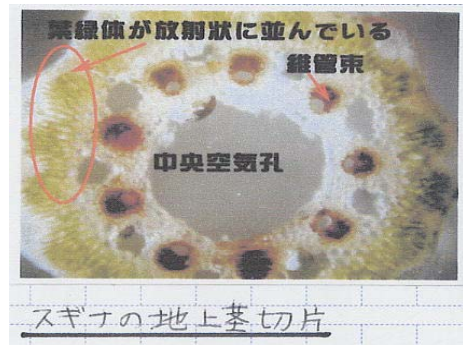 葉緑体が放射状に並んでいる
維管束
中央空気孔
スギナの地上茎切片